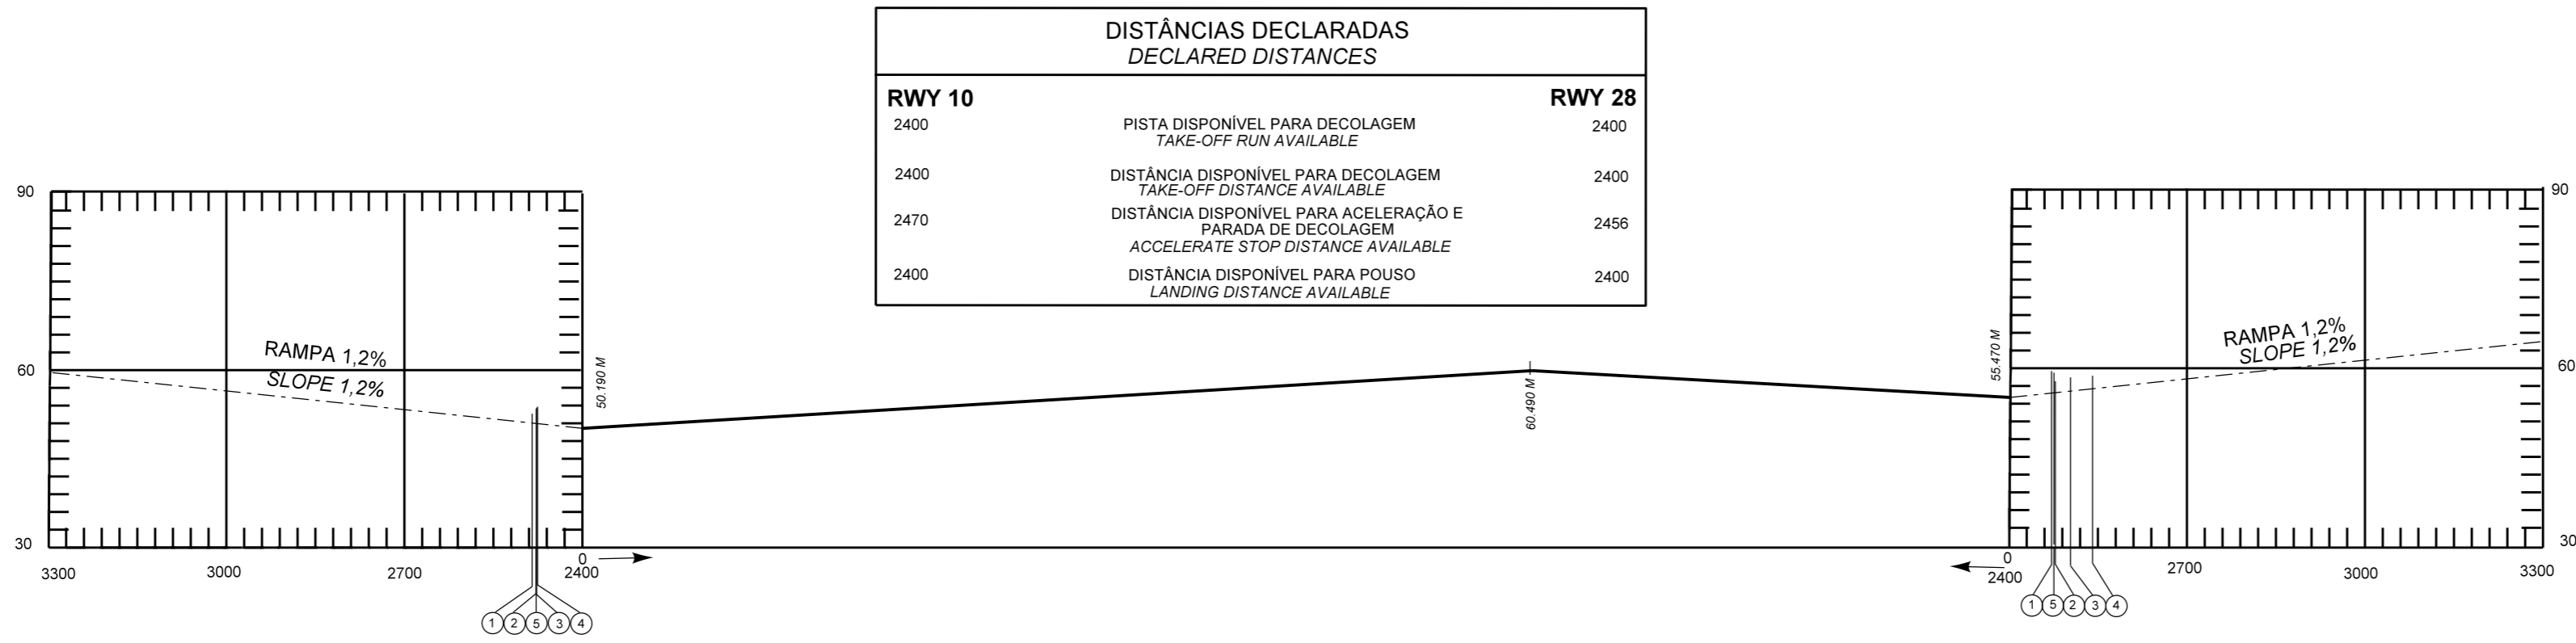 DISTÂNCIAS DECLARADAS
DECLARED DISTANCES
RWY 10
RWY 28
2400 PISTA DISPONÍVEL PARA DECOLAGEM 2400
TAKE-OFF RUN AVAILABLE
2400 DISTÂNCIA DISPONÍVEL PARA DECOLAGEM 2400
TAKE-OFF DISTANCE AVAILABLE
2470 DISTÂNCIA DISPONÍVEL PARA ACELERAÇÃO E 2456
PARADA DE DECOLAGEM
ACCELERATE STOP DISTANCE AVAILABLE
2400 DISTÂNCIA DISPONÍVEL PARA POUSO 2400
LANDING DISTANCE AVAILABLE
90
60
30
RAMPA 1,2%
SLOPE 1,2%
50.190 M
60.490 M
55.470 M
RAMPA 1,2%
SLOPE 1,2%
90
60
30
0
3300 3000 2700 2400
1 2 5 3 4
0
2400 2700 3000 3300
1 5 2 3 4